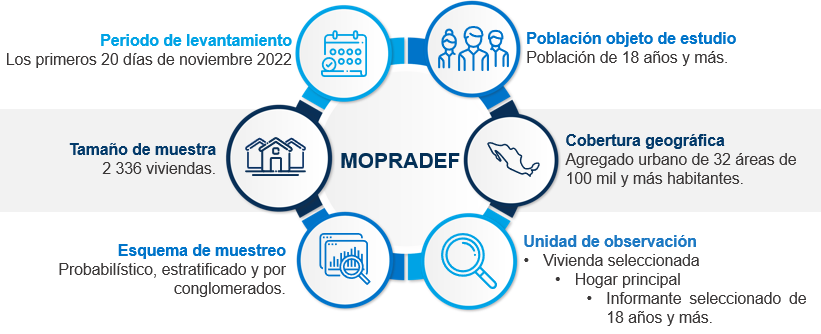 Periodo de levantamiento
Los primeros 20 días de noviembre 2022
Población objeto de estudio
Población de 18 años y más.
Tamaño de muestra
2 336 viviendas.
MOPRADEF
Cobertura geográfica
Agregado urbano de 32 áreas de
100 mil y más habitantes.
Esquema de muestreo
Probabilístico, estratificado y por
conglomerados.
Unidad de observación
• Vivienda seleccionada
• Hogar principal
• Informante seleccionado de
18 años y más.